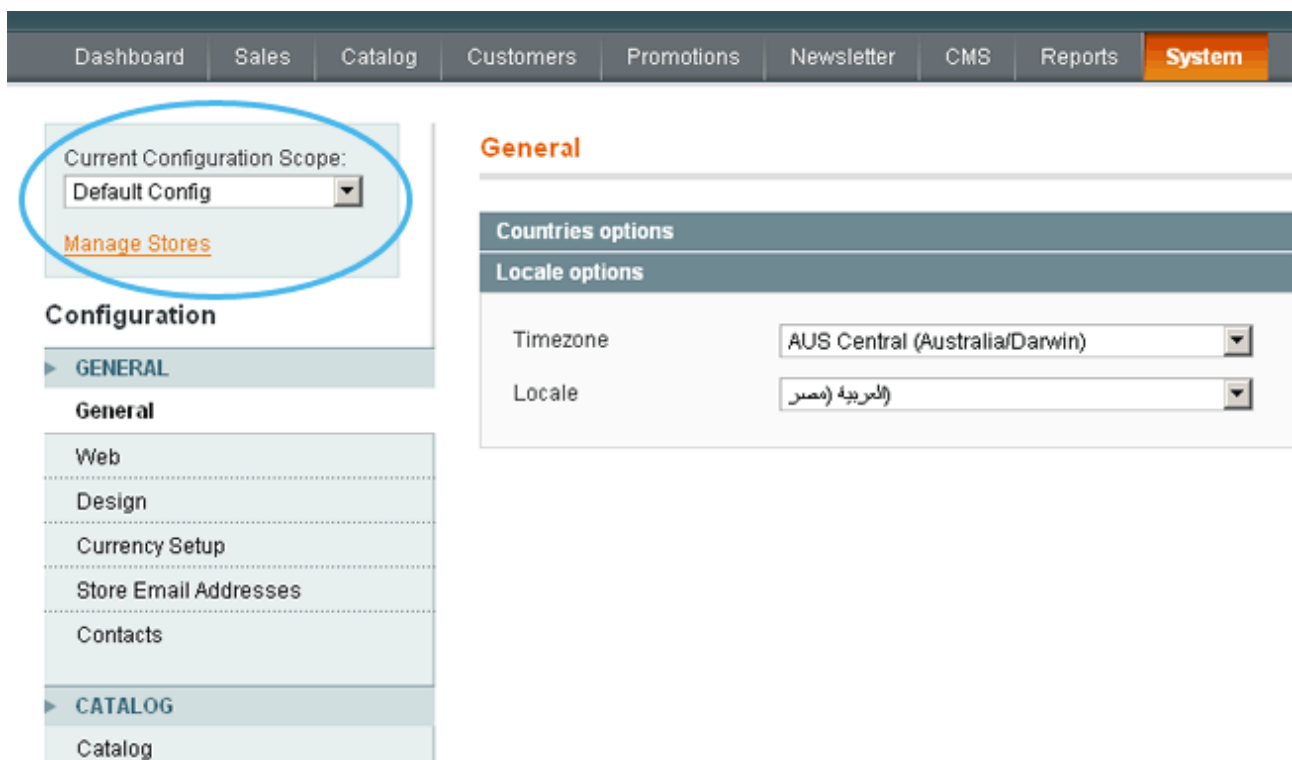 Dashboard Sales Catalog Customers Promotions Newsletter CMS Reports System
Current Configuration Scope:
Default Config
Manage Stores
Configuration
GENERAL
General
Web
Design
Currency Setup
Store Email Addresses
Contacts
CATALOG
Catalog
General
Countries options
Locale options
Timezone AUS Central (Australia/Darwin)
Locale العربية (مصر)